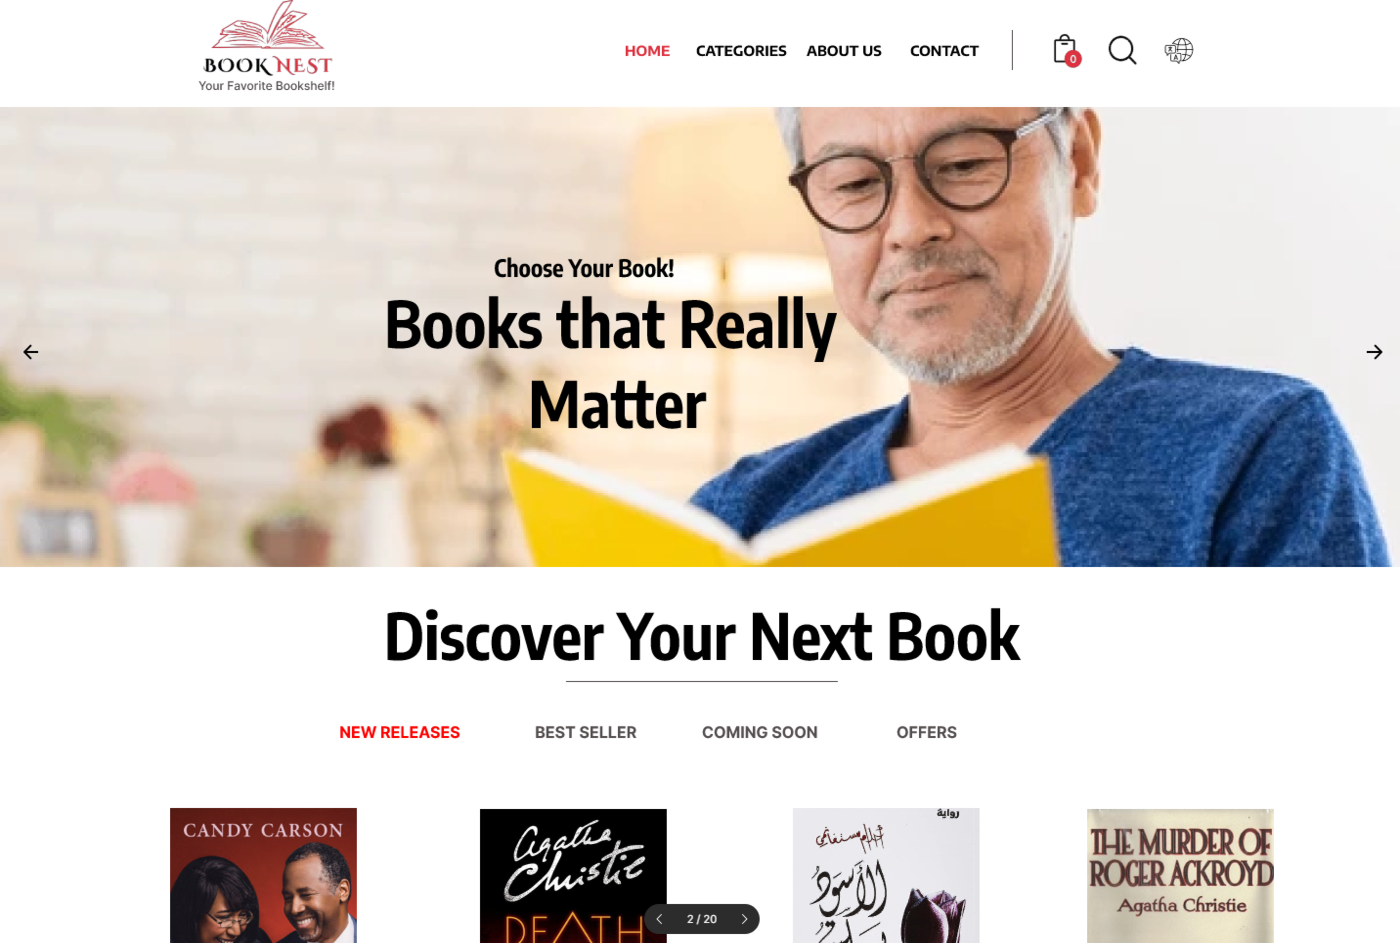 BOOK NEST
Your Favorite Bookshelf!
HOME CATEGORIES ABOUT US CONTACT
0
Choose Your Book!
Books that Really
Matter
Discover Your Next Book
NEW RELEASES BEST SELLER COMING SOON OFFERS
CANDY CARSON
Agatha
Christie
DEATH
رواية
أحلام مستغانمي
الأسود
يليق
THE MURDER OF
ROGER ACKROYD
Agatha Christie
2 / 20